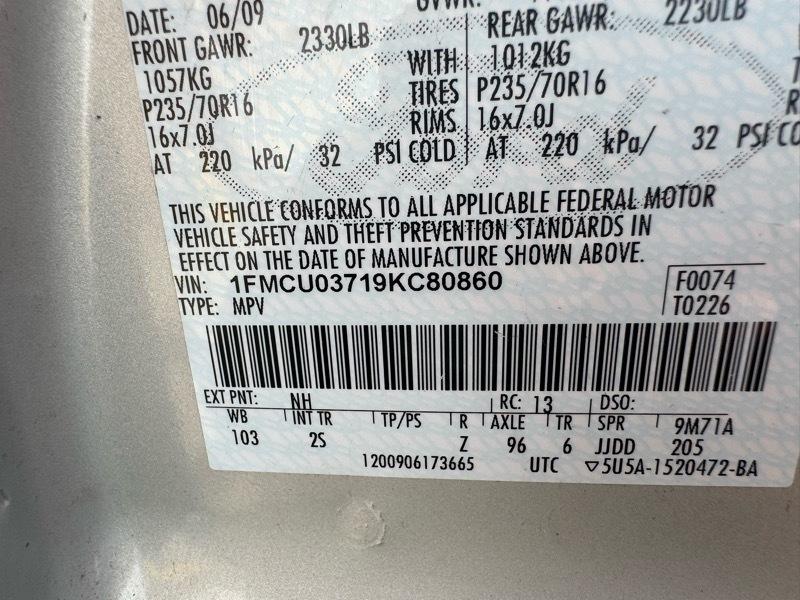 DATE: 06/09
FRONT GAWR: 2330LB REAR GAWR: 2230LB
1057KG WITH 1012KG
P235/70R16 TIRES P235/70R16
16x7.0J RIMS 16x7.0J
AT 220 kPa/ 32 PSI COLD AT 220 kPa/ 32 PSI CO
THIS VEHICLE CONFORMS TO ALL APPLICABLE FEDERAL MOTOR
VEHICLE SAFETY AND THEFT PREVENTION STANDARDS IN
EFFECT ON THE DATE OF MANUFACTURE SHOWN ABOVE.
VIN: 1FMCU03719KC80860 F0074
TYPE: MPV T0226
EXT PNT: NH RC: 13 DSO:
WB INT TR TP/PS R AXLE TR SPR 9M71A
103 2S Z 96 6 JJDD 205
1200906173665 UTC ▽5U5A-1520472-BA